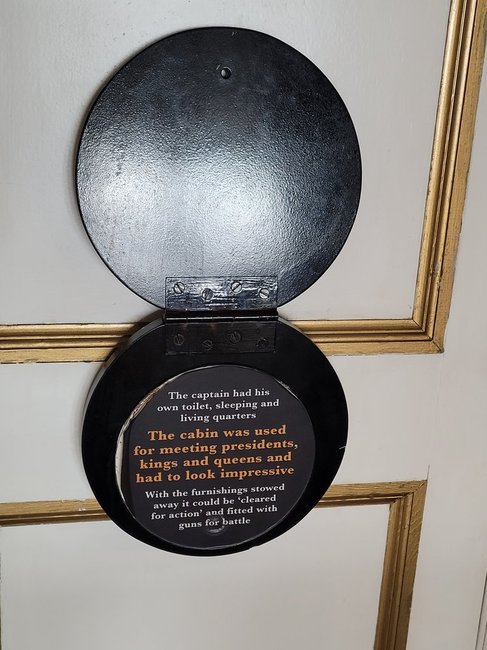 The captain had his
own toilet, sleeping and
living quarters
The cabin was used
for meeting presidents,
kings and queens and
had to look impressive
With the furnishings stowed
away it could be 'cleared
for action' and fitted with
guns for battle